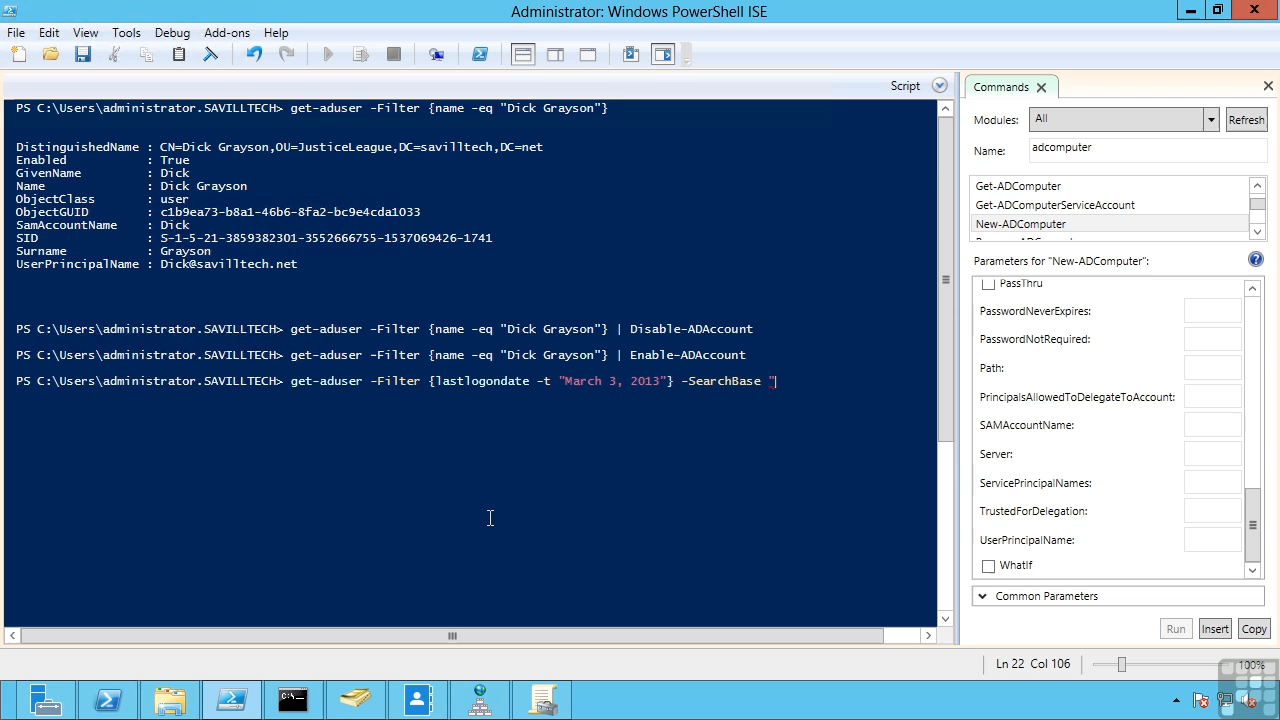 Administrator: Windows PowerShell ISE
File Edit View Tools Debug Add-ons Help
Script
PS C:\Users\administrator.SAVILLTECH> get-aduser -Filter {name -eq "Dick Grayson"}
DistinguishedName : CN=Dick Grayson,OU=JusticeLeague,DC=savilltech,DC=net
Enabled : True
GivenName : Dick
Name : Dick Grayson
ObjectClass : user
ObjectGUID : c1b9ea73-b8a1-46b6-8fa2-bc9e4cda1033
SamAccountName : Dick
SID : S-1-5-21-3859382301-3552666755-1537069426-1741
Surname : Grayson
UserPrincipalName : Dick@savilltech.net
PS C:\Users\administrator.SAVILLTECH> get-aduser -Filter {name -eq "Dick Grayson"} | Disable-ADAccount
PS C:\Users\administrator.SAVILLTECH> get-aduser -Filter {name -eq "Dick Grayson"} | Enable-ADAccount
PS C:\Users\administrator.SAVILLTECH> get-aduser -Filter {lastlogondate -t "March 3, 2013"} -SearchBase "
Commands
Modules: All Refresh
Name: adcomputer
Get-ADComputer
Get-ADComputerServiceAccount
New-ADComputer
Parameters for "New-ADComputer":
PassThru
PasswordNeverExpires:
PasswordNotRequired:
Path:
PrincipalsAllowedToDelegateToAccount:
SAMAccountName:
Server:
ServicePrincipalNames:
TrustedForDelegation:
UserPrincipalName:
WhatIf
Common Parameters
Run Insert Copy
Ln 22 Col 106 100%